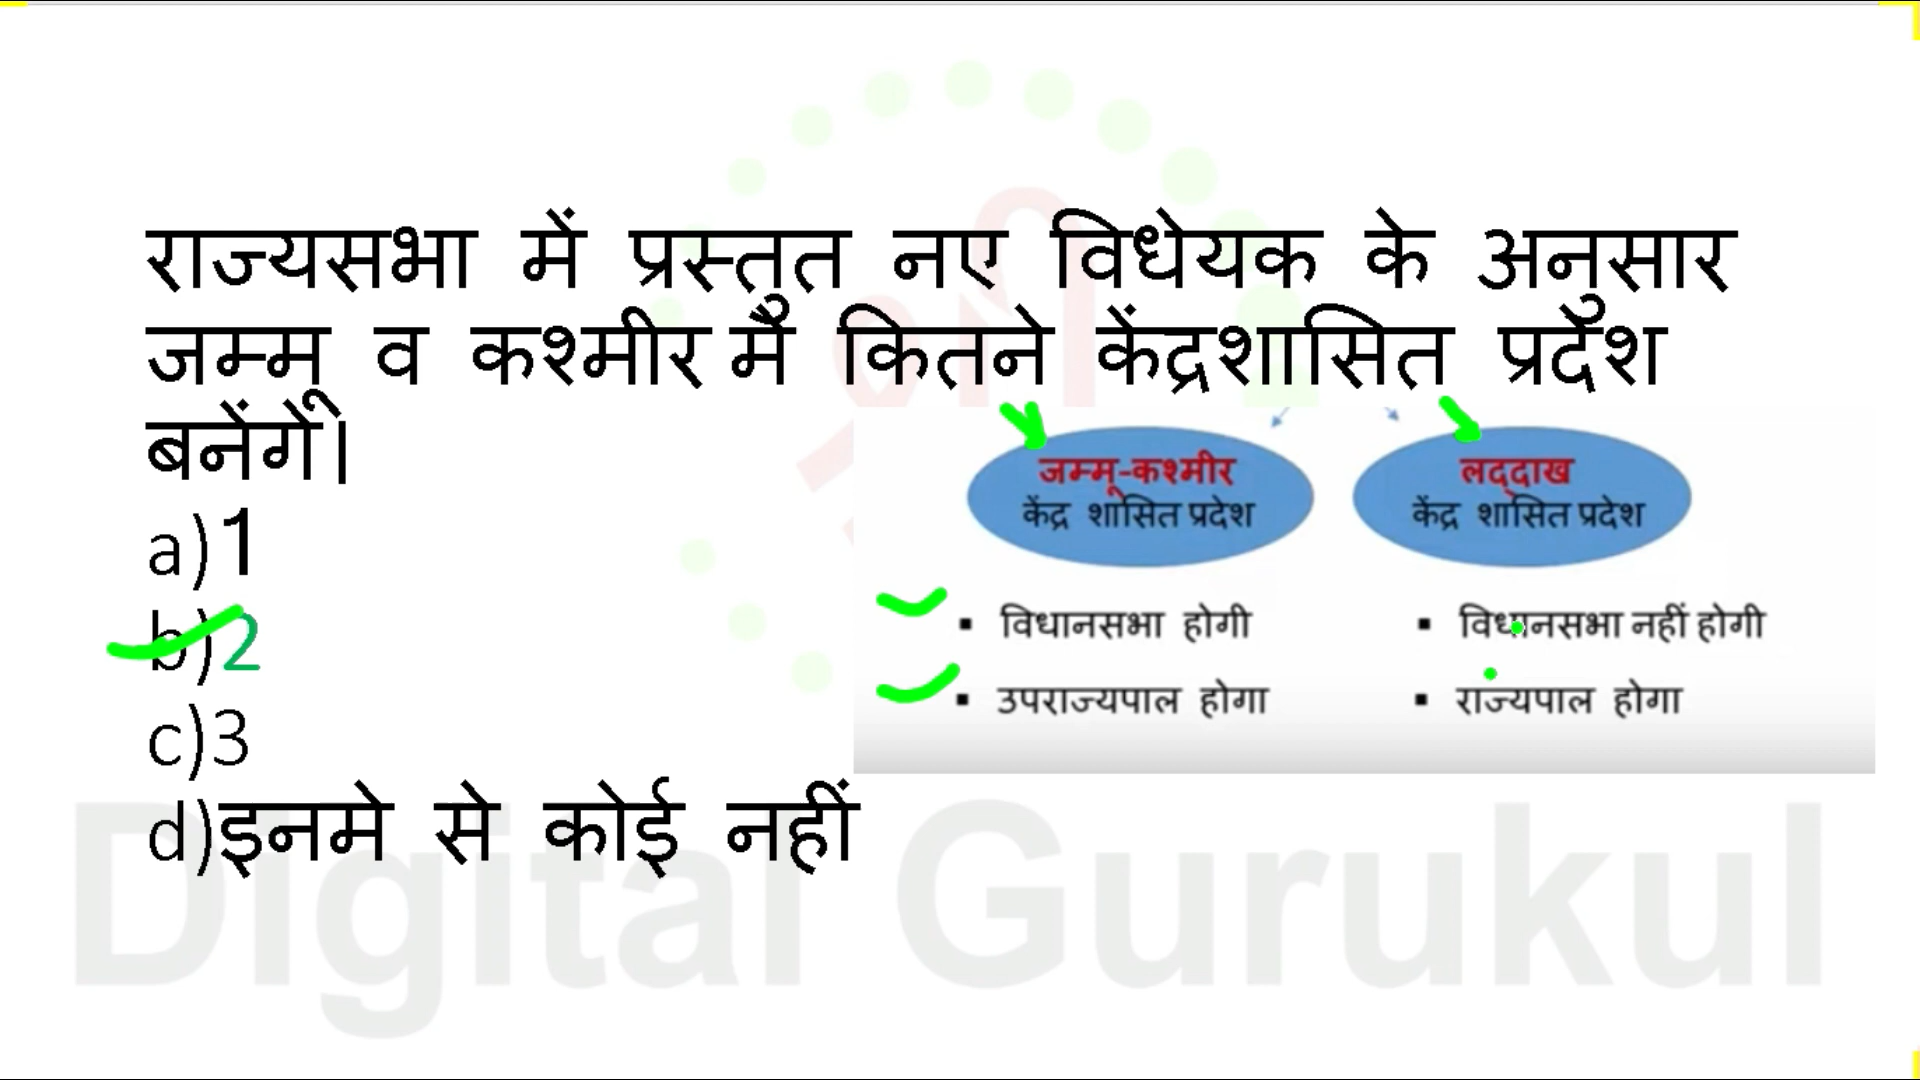 राज्यसभा में प्रस्तुत नए विधेयक के अनुसार
जम्मू व कश्मीर में कितने केंद्रशासित प्रदेश
बनेंगे।
a)1
b)2
c)3
d)इनमे से कोई नहीं
जम्मू-कश्मीर
केंद्र शासित प्रदेश
▪ विधानसभा होगी
▪ उपराज्यपाल होगा
लद्दाख
केंद्र शासित प्रदेश
▪ विधानसभा नहीं होगी
▪ राज्यपाल होगा
Digital Gurukul